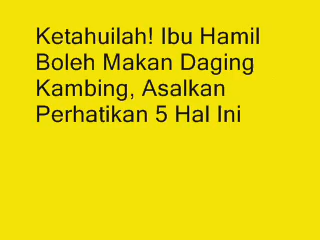 Ketahuilah! Ibu Hamil
Boleh Makan Daging
Kambing, Asalkan
Perhatikan 5 Hal Ini